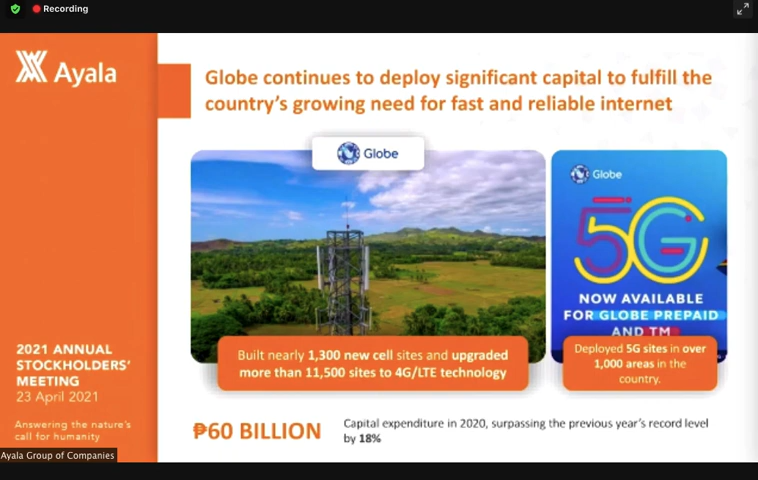 Recording
Ayala
Globe continues to deploy significant capital to fulfill the
country's growing need for fast and reliable internet
Globe
Globe
5G
NOW AVAILABLE
FOR GLOBE PREPAID
AND TM
Built nearly 1,300 new cell sites and upgraded
more than 11,500 sites to 4G/LTE technology
Deployed 5G sites in over
1,000 areas in the
country.
2021 ANNUAL
STOCKHOLDERS'
MEETING
23 April 2021
Answering the nature's
call for humanity
₱60 BILLION
Capital expenditure in 2020, surpassing the previous year's record level
by 18%
Ayala Group of Companies